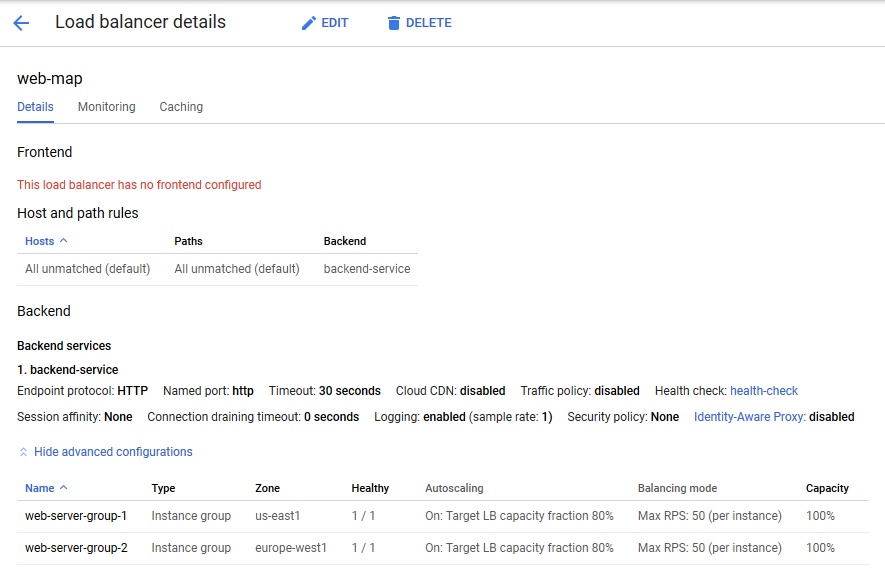 Load balancer details EDIT DELETE
web-map
Details Monitoring Caching
Frontend
This load balancer has no frontend configured
Host and path rules
Hosts Paths Backend
All unmatched (default) All unmatched (default) backend-service
Backend
Backend services
1. backend-service
Endpoint protocol: HTTP Named port: http Timeout: 30 seconds Cloud CDN: disabled Traffic policy: disabled Health check: health-check
Session affinity: None Connection draining timeout: 0 seconds Logging: enabled (sample rate: 1) Security policy: None Identity-Aware Proxy: disabled
Hide advanced configurations
Name Type Zone Healthy Autoscaling Balancing mode Capacity
web-server-group-1 Instance group us-east1 1 / 1 On: Target LB capacity fraction 80% Max RPS: 50 (per instance) 100%
web-server-group-2 Instance group europe-west1 1 / 1 On: Target LB capacity fraction 80% Max RPS: 50 (per instance) 100%